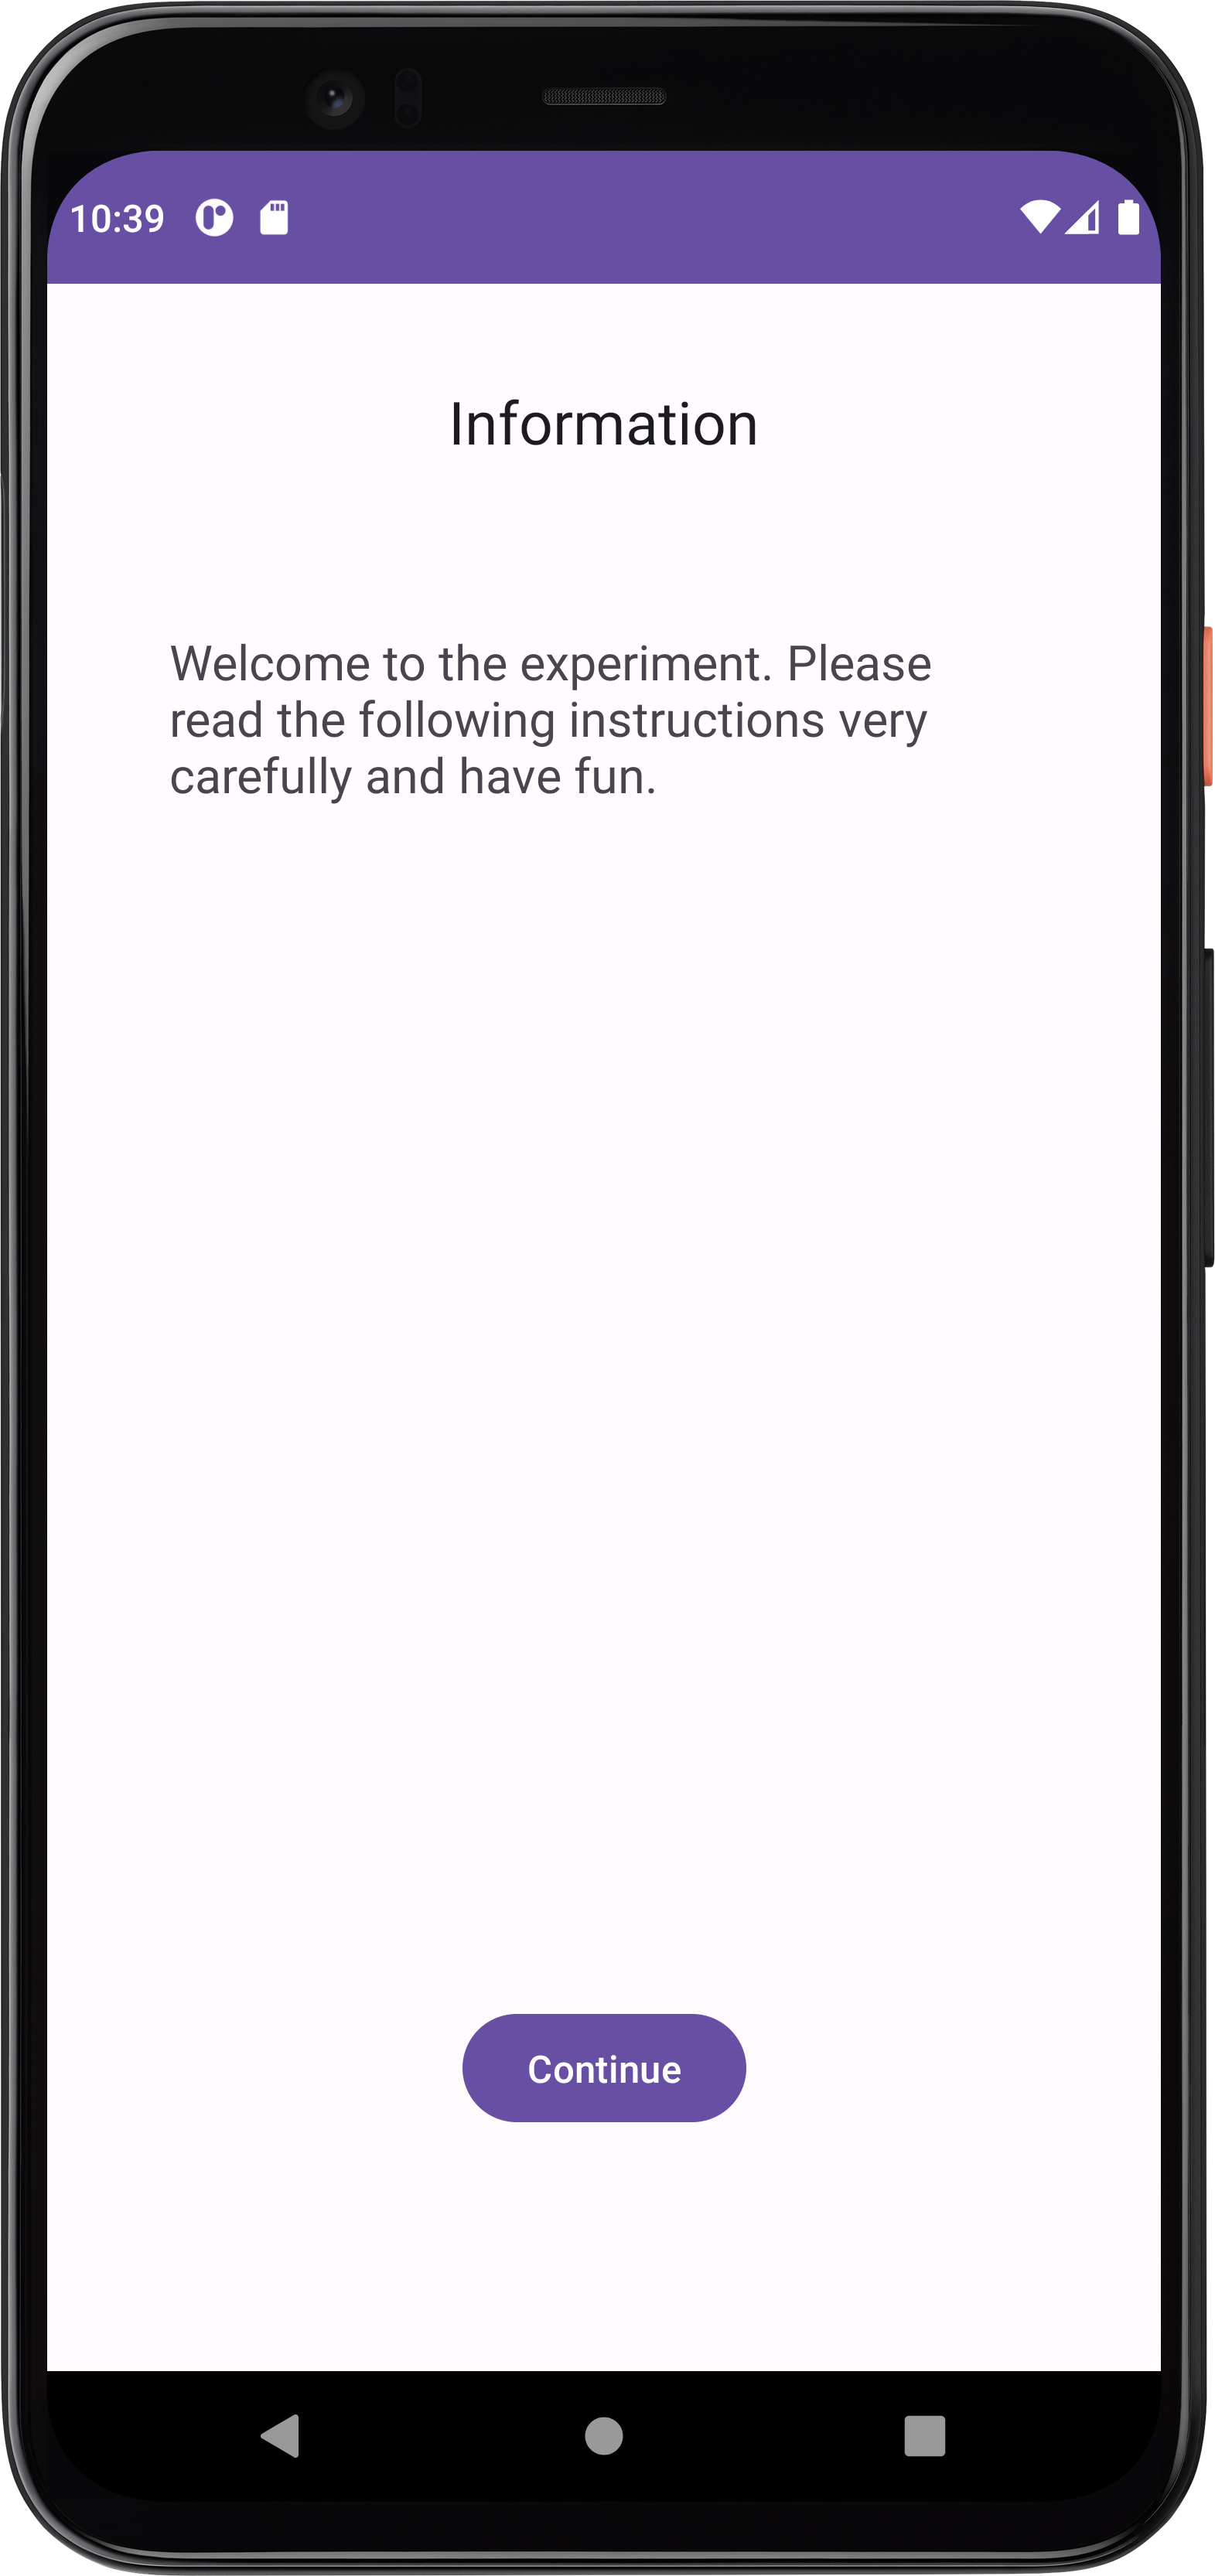 10:39
Information
Welcome to the experiment. Please
read the following instructions very
carefully and have fun.
Continue